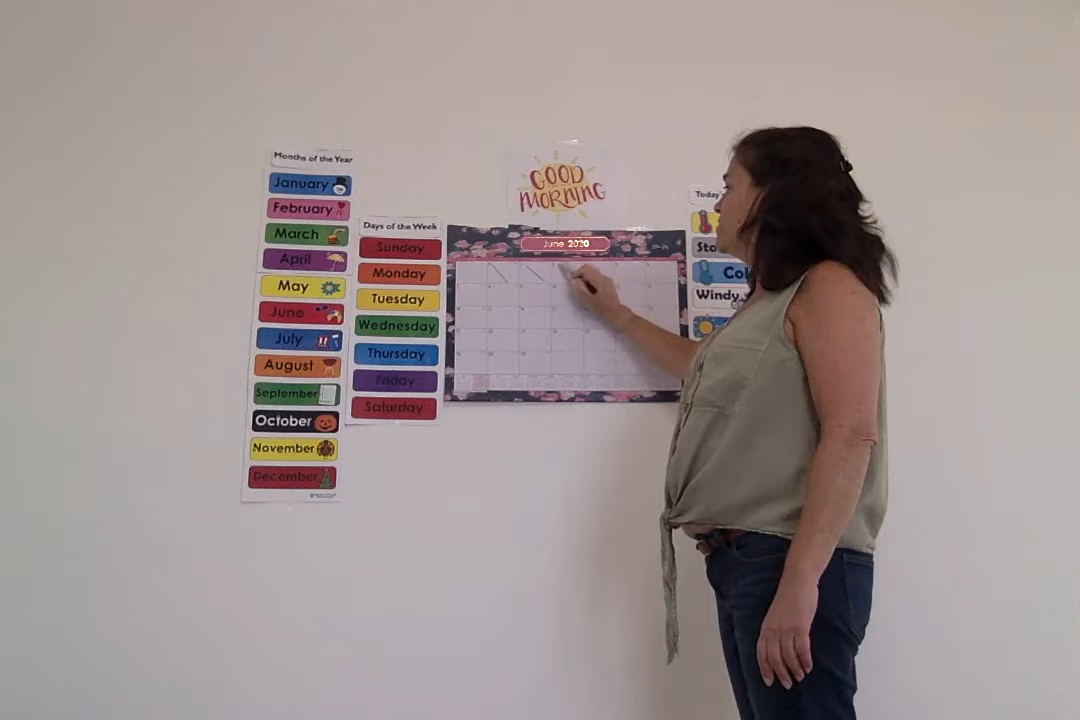 Months of the Year
January
February
March
April
May
June
July
August
September
October
November
December
Days of the Week
Sunday
Monday
Tuesday
Wednesday
Thursday
Friday
Saturday
GOOD
MORNING
June 2020
Today
Windy